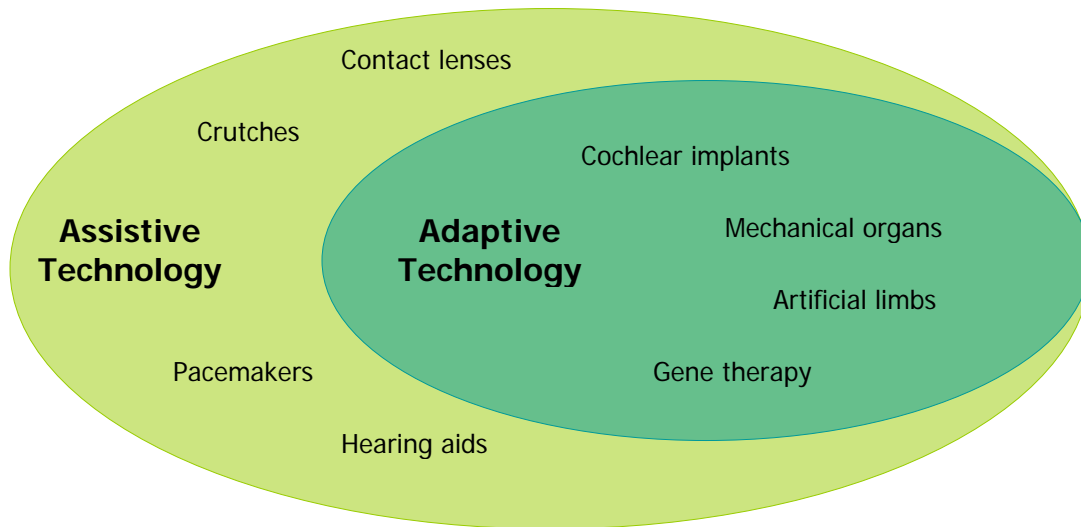 Contact lenses
Crutches
Cochlear implants
Assistive
Technology
Adaptive
Technology
Mechanical organs
Artificial limbs
Pacemakers
Gene therapy
Hearing aids